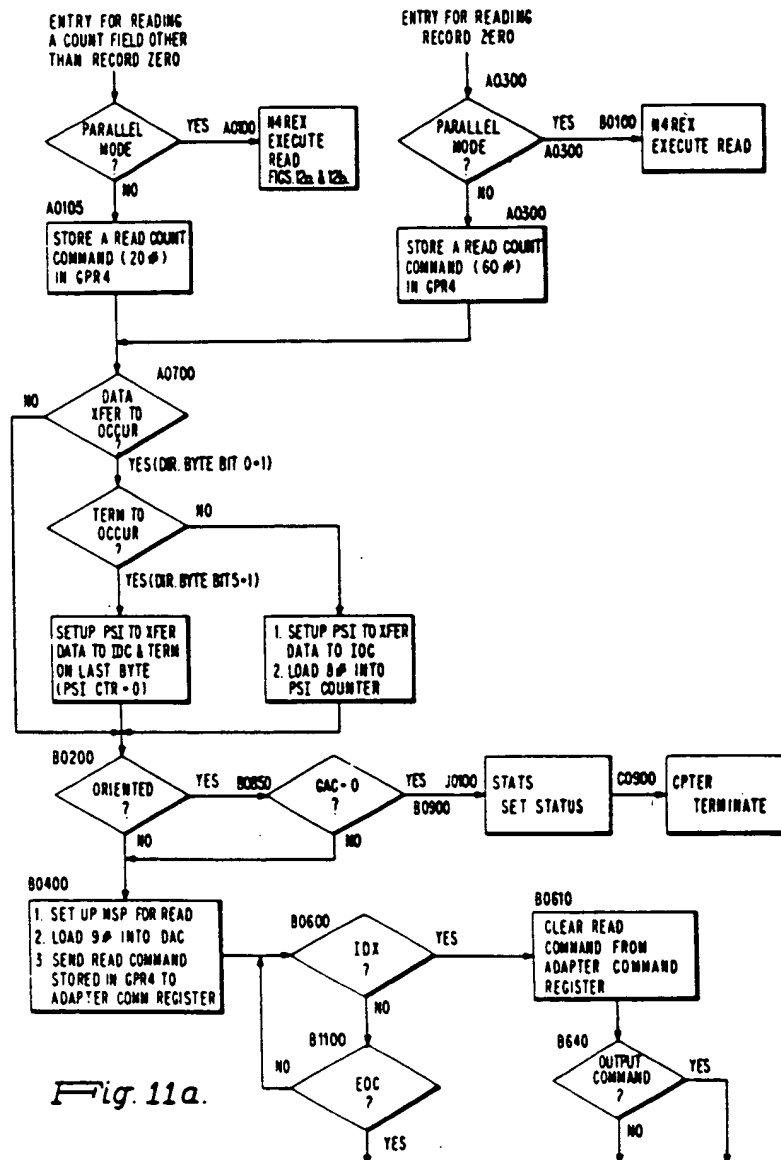 ENTRY FOR READING
A COUNT FIELD OTHER
THAN RECORD ZERO
ENTRY FOR READING
RECORD ZERO
A0300
PARALLEL
MODE
?
YES
A0100
N4REX
EXECUTE
READ
FIGS. 12a & 12b
NO
PARALLEL
MODE
?
YES
A0300
B0100
N4REX
EXECUTE READ
NO
A0105
STORE A READ COUNT
COMMAND (20#)
IN GPR4
A0300
STORE A READ COUNT
COMMAND (60#)
IN GPR4
A0700
NO
DATA
XFER TO
OCCUR
?
YES(DIR. BYTE BIT 0=1)
TERM TO
OCCUR
?
NO
YES(DIR. BYTE BIT5=1)
SETUP PSI TO XFER
DATA TO IOC & TERM
ON LAST BYTE
(PSI CTR = 0)
1. SETUP PSI TO XFER
DATA TO IOC
2. LOAD 8# INTO
PSI COUNTER
B0200
ORIENTED
?
YES
B0850
GAC=0
?
YES
B0900
J0100
STATS
SET STATUS
C0900
CPTER
TERMINATE
NO
NO
B0400
1. SET UP MSP FOR READ
2. LOAD 9# INTO DAC
3 SEND READ COMMAND
STORED IN GPR4 TO
ADAPTER COMM REGISTER
B0600
IDX
?
YES
B0610
CLEAR READ
COMMAND FROM
ADAPTER COMMAND
REGISTER
NO
B1100
NO
EOC
?
YES
B640
OUTPUT
COMMAND
?
YES
NO
Fig. 11a.